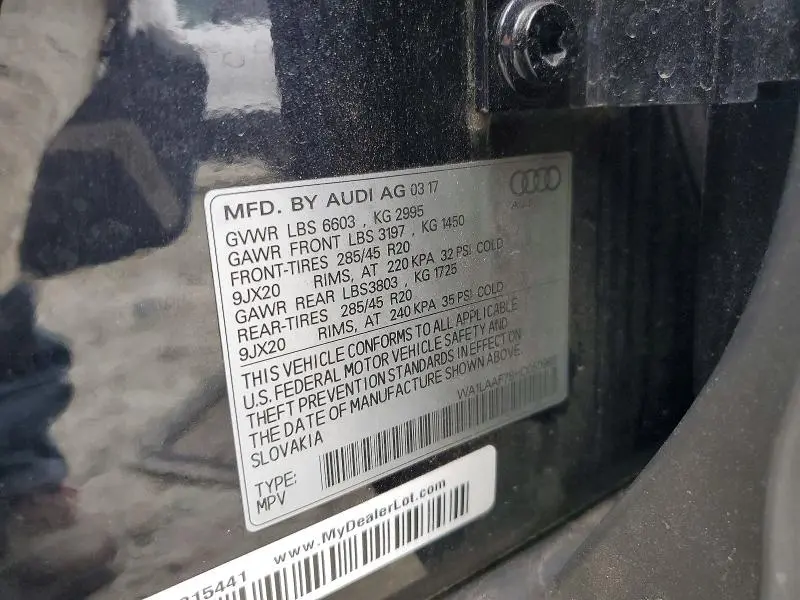 MFD. BY AUDI AG 03 17
GVWR LBS 6603 , KG 2995
GAWR FRONT LBS 3197 , KG 1450
FRONT-TIRES 285/45 R20
9JX20 RIMS, AT 220 KPA 32 PSI COLD
GAWR REAR LBS3803 , KG 1725
REAR-TIRES 285/45 R20
9JX20 RIMS, AT 240 KPA 35 PSI COLD
THIS VEHICLE CONFORMS TO ALL APPLICABLE
U.S. FEDERAL MOTOR VEHICLE SAFETY AND
THEFT PREVENTION STANDARDS IN EFFECT ON
THE DATE OF MANUFACTURE SHOWN ABOVE.
SLOVAKIA
TYPE:
MPV
www.MyDealerLot.com
15441